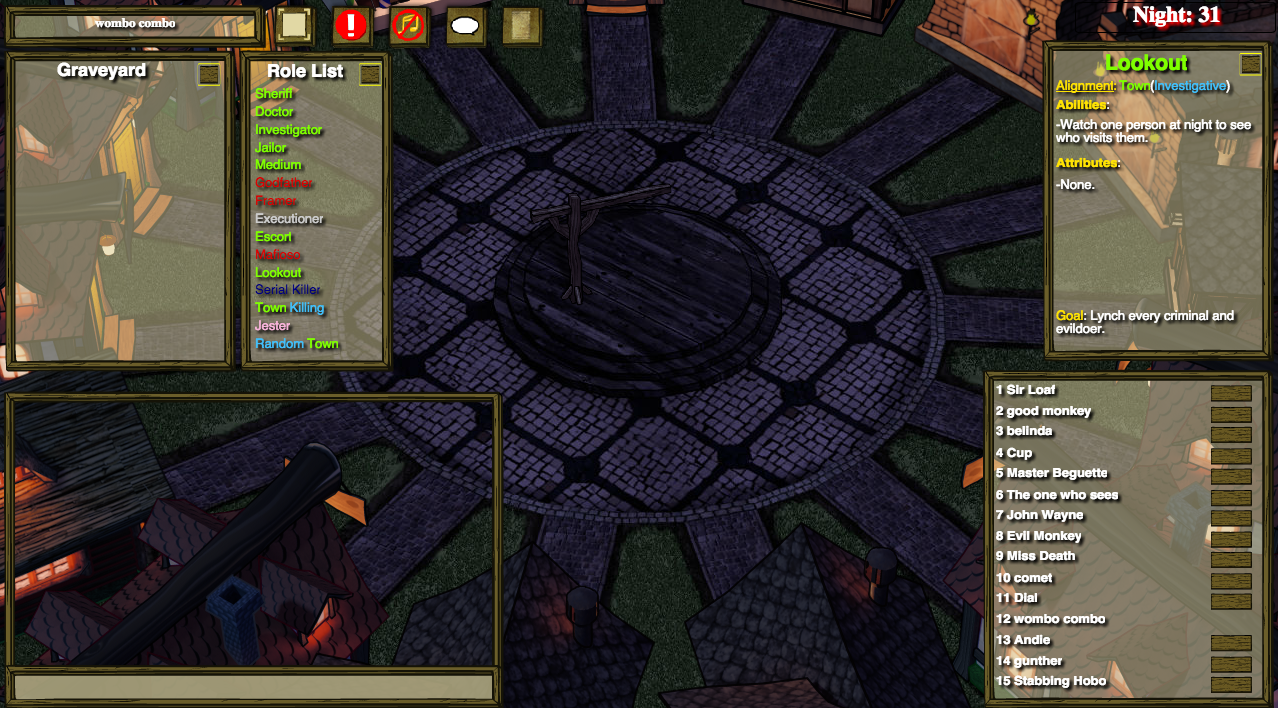 wombo combo
!
Night: 31
Graveyard
Role List
Sheriff
Doctor
Investigator
Jailor
Medium
Godfather
Framer
Executioner
Escort
Mafioso
Lookout
Serial Killer
Town Killing
Jester
Random Town
Lookout
Alignment: Town(Investigative)
Abilities:
-Watch one person at night to see
who visits them.
Attributes:
-None.
Goal: Lynch every criminal and
evildoer.
1 Sir Loaf
2 good monkey
3 belinda
4 Cup
5 Master Beguette
6 The one who sees
7 John Wayne
8 Evil Monkey
9 Miss Death
10 comet
11 Dial
12 wombo combo
13 Andie
14 gunther
15 Stabbing Hobo